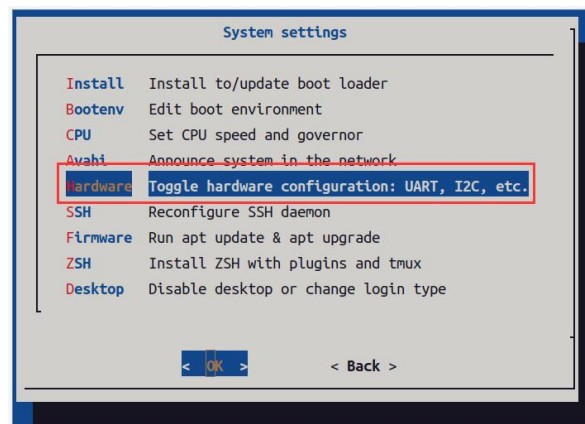 System settings
Install Install to/update boot loader
Bootenv Edit boot environment
CPU Set CPU speed and governor
Avahi Announce system in the network
Hardware Toggle hardware configuration: UART, I2C, etc.
SSH Reconfigure SSH daemon
Firmware Run apt update & apt upgrade
ZSH Install ZSH with plugins and tmux
Desktop Disable desktop or change login type
< OK > < Back >